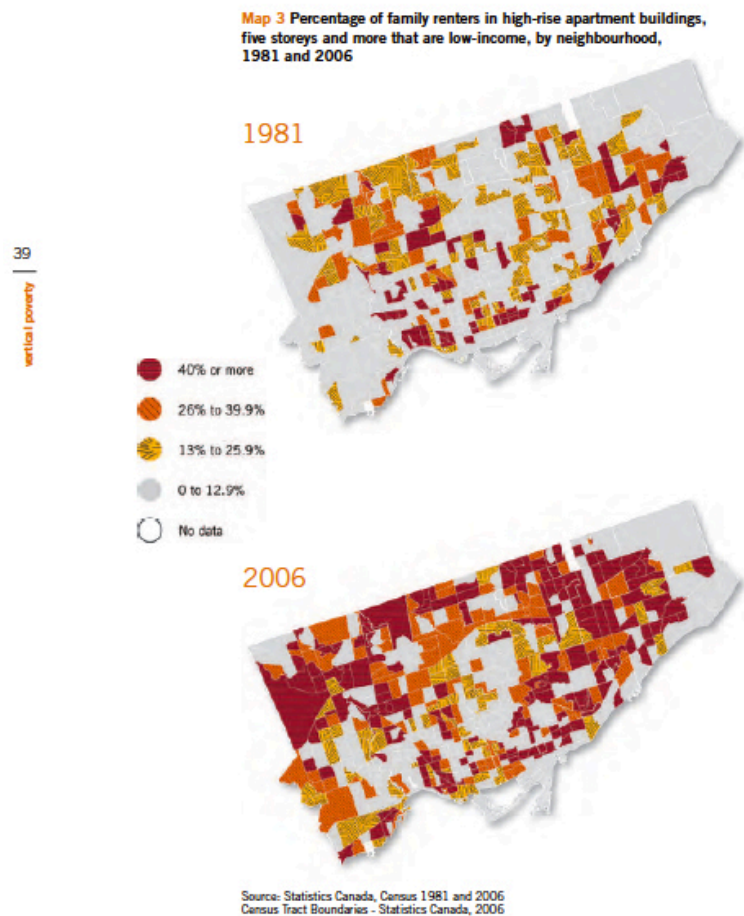 Map 3 Percentage of family renters in high-rise apartment buildings,
five storeys and more that are low-income, by neighbourhood,
1981 and 2006
1981
39
vertical poverty
40% or more
26% to 39.9%
13% to 25.9%
0 to 12.9%
No data
2006
Source: Statistics Canada, Census 1981 and 2006
Census Tract Boundaries - Statistics Canada, 2006